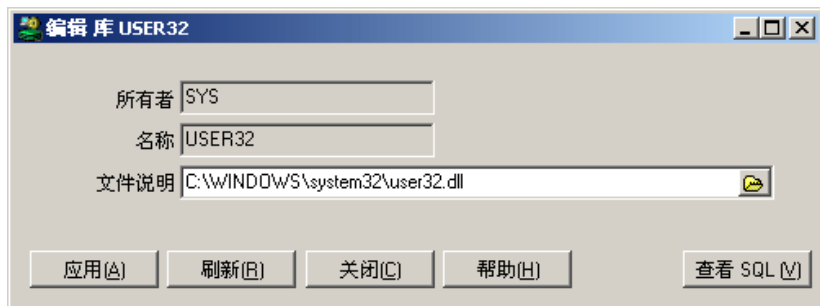 编辑 库 USER32
所有者 SYS
名称 USER32
文件说明 C:\WINDOWS\system32\user32.dll
应用(A) 刷新(R) 关闭(C) 帮助(H) 查看 SQL (V)